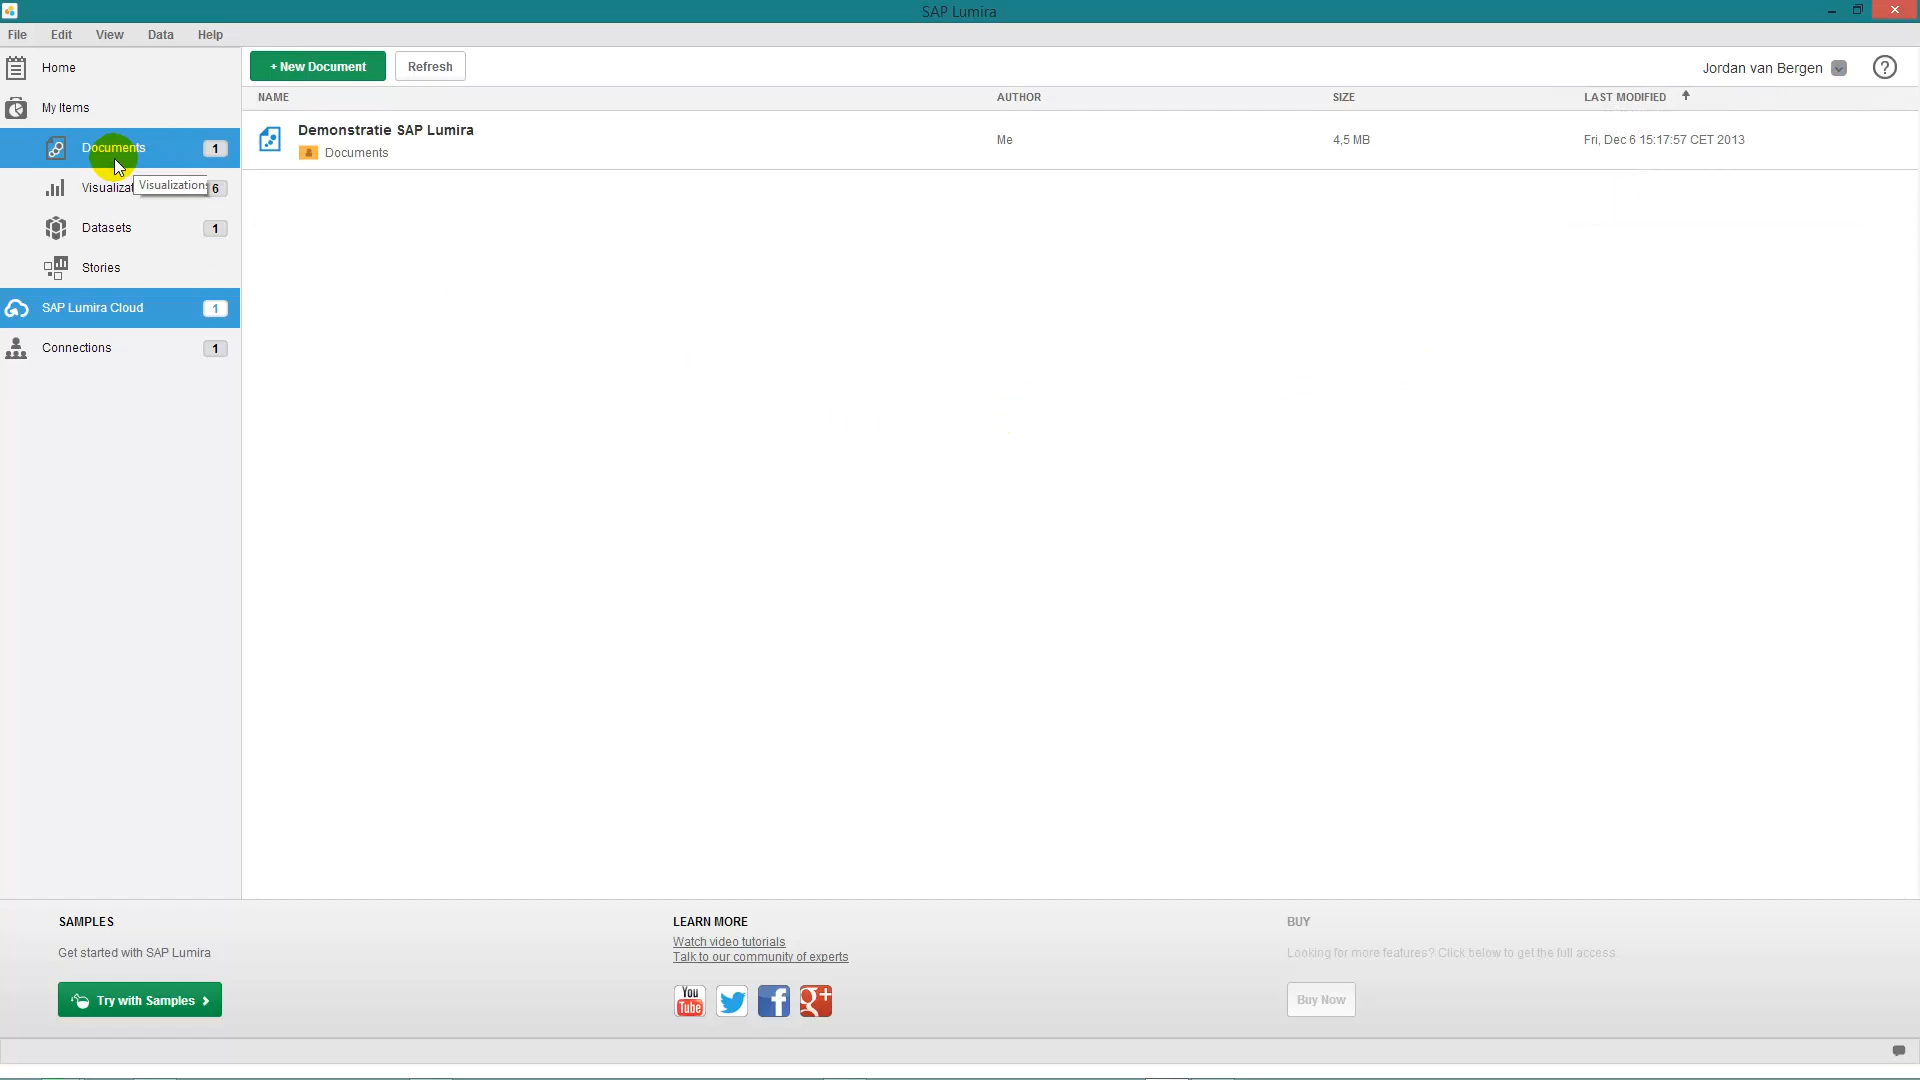 SAP Lumira
File Edit View Data Help
Home
My Items
Documents 1
Visualizat
Visualizations
6
Datasets 1
Stories
SAP Lumira Cloud 1
Connections 1
+ New Document Refresh
Jordan van Bergen ?
NAME AUTHOR SIZE LAST MODIFIED
Demonstratie SAP Lumira
Documents
Me 4,5 MB Fri, Dec 6 15:17:57 CET 2013
SAMPLES
Get started with SAP Lumira
Try with Samples
LEARN MORE
Watch video tutorials
Talk to our community of experts
You
Tube
f
g+
BUY
Looking for more features? Click below to get the full access.
Buy Now